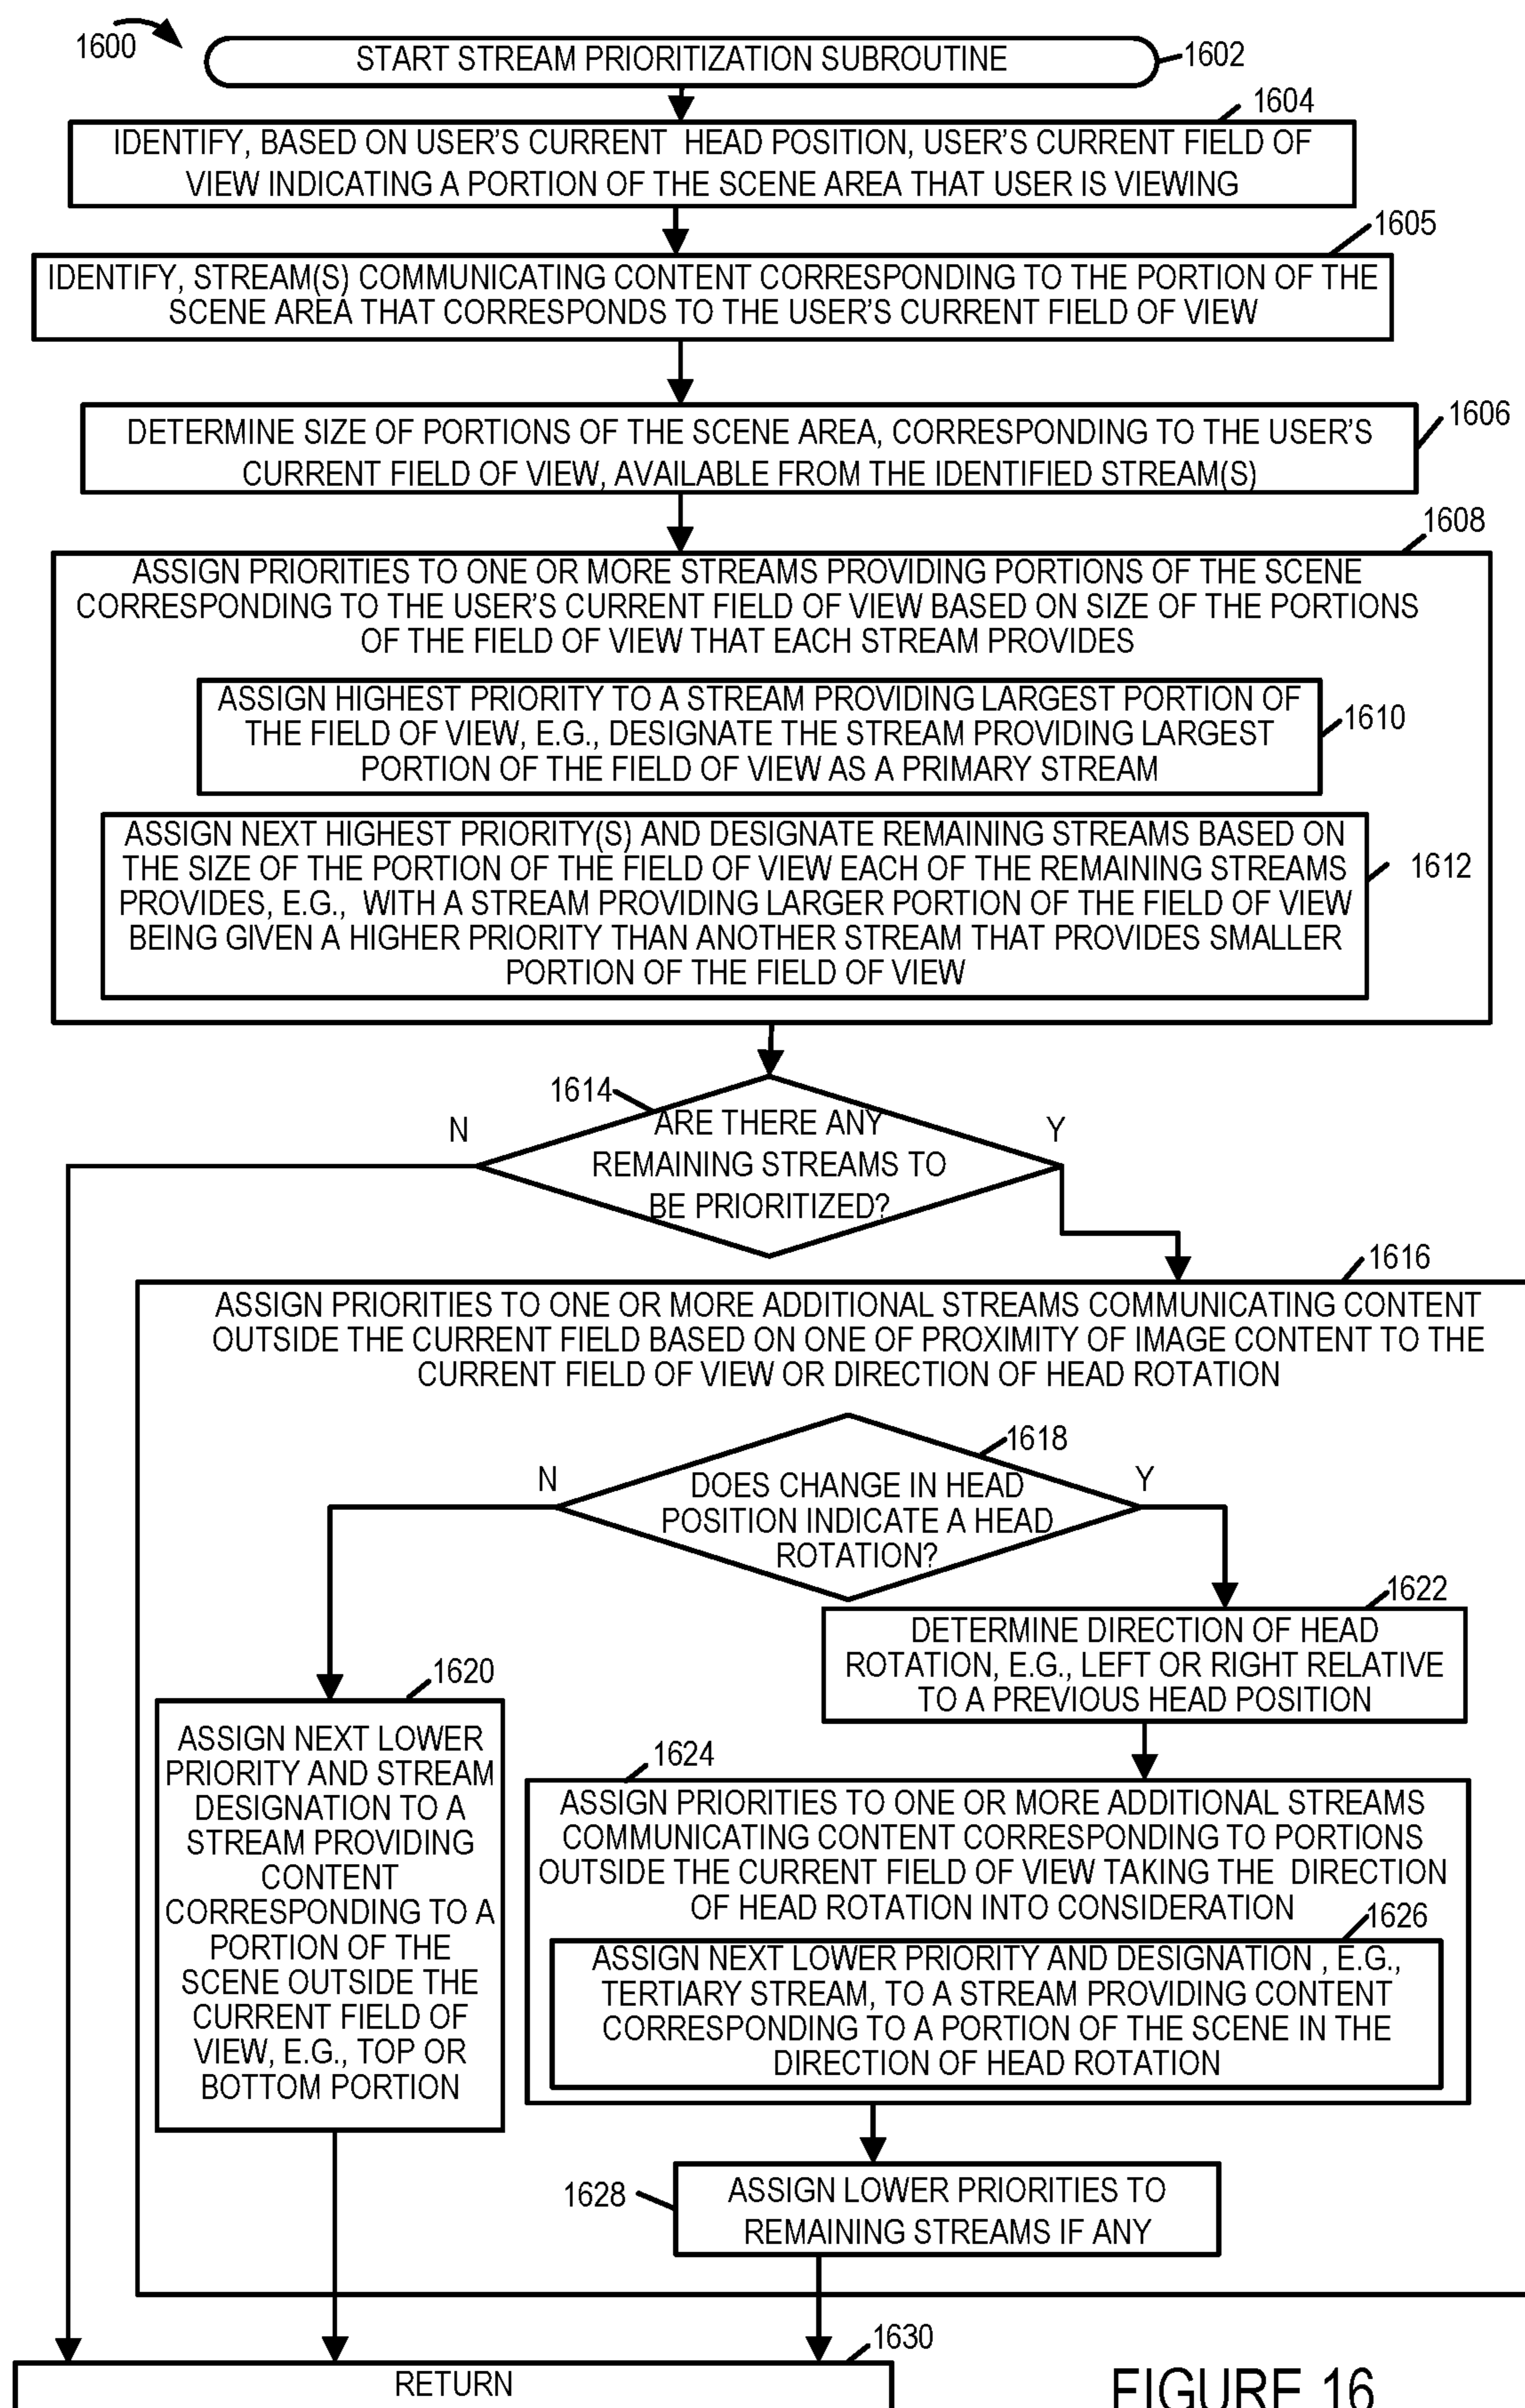 1600
START STREAM PRIORITIZATION SUBROUTINE
1602
1604
IDENTIFY, BASED ON USER'S CURRENT HEAD POSITION, USER'S CURRENT FIELD OF
VIEW INDICATING A PORTION OF THE SCENE AREA THAT USER IS VIEWING
1605
IDENTIFY, STREAM(S) COMMUNICATING CONTENT CORRESPONDING TO THE PORTION OF THE
SCENE AREA THAT CORRESPONDS TO THE USER'S CURRENT FIELD OF VIEW
1606
DETERMINE SIZE OF PORTIONS OF THE SCENE AREA, CORRESPONDING TO THE USER'S
CURRENT FIELD OF VIEW, AVAILABLE FROM THE IDENTIFIED STREAM(S)
1608
ASSIGN PRIORITIES TO ONE OR MORE STREAMS PROVIDING PORTIONS OF THE SCENE
CORRESPONDING TO THE USER'S CURRENT FIELD OF VIEW BASED ON SIZE OF THE PORTIONS
OF THE FIELD OF VIEW THAT EACH STREAM PROVIDES
ASSIGN HIGHEST PRIORITY TO A STREAM PROVIDING LARGEST PORTION OF
THE FIELD OF VIEW, E.G., DESIGNATE THE STREAM PROVIDING LARGEST
PORTION OF THE FIELD OF VIEW AS A PRIMARY STREAM
1610
ASSIGN NEXT HIGHEST PRIORITY(S) AND DESIGNATE REMAINING STREAMS BASED ON
THE SIZE OF THE PORTION OF THE FIELD OF VIEW EACH OF THE REMAINING STREAMS
PROVIDES, E.G., WITH A STREAM PROVIDING LARGER PORTION OF THE FIELD OF VIEW
BEING GIVEN A HIGHER PRIORITY THAN ANOTHER STREAM THAT PROVIDES SMALLER
PORTION OF THE FIELD OF VIEW
1612
1614
N
Y
ARE THERE ANY
REMAINING STREAMS TO
BE PRIORITIZED?
1616
ASSIGN PRIORITIES TO ONE OR MORE ADDITIONAL STREAMS COMMUNICATING CONTENT
OUTSIDE THE CURRENT FIELD BASED ON ONE OF PROXIMITY OF IMAGE CONTENT TO THE
CURRENT FIELD OF VIEW OR DIRECTION OF HEAD ROTATION
1618
N
Y
DOES CHANGE IN HEAD
POSITION INDICATE A HEAD
ROTATION?
1620
ASSIGN NEXT LOWER
PRIORITY AND STREAM
DESIGNATION TO A
STREAM PROVIDING
CONTENT
CORRESPONDING TO A
PORTION OF THE
SCENE OUTSIDE THE
CURRENT FIELD OF
VIEW, E.G., TOP OR
BOTTOM PORTION
1622
DETERMINE DIRECTION OF HEAD
ROTATION, E.G., LEFT OR RIGHT RELATIVE
TO A PREVIOUS HEAD POSITION
1624
ASSIGN PRIORITIES TO ONE OR MORE ADDITIONAL STREAMS
COMMUNICATING CONTENT CORRESPONDING TO PORTIONS
OUTSIDE THE CURRENT FIELD OF VIEW TAKING THE DIRECTION
OF HEAD ROTATION INTO CONSIDERATION
1626
ASSIGN NEXT LOWER PRIORITY AND DESIGNATION , E.G.,
TERTIARY STREAM, TO A STREAM PROVIDING CONTENT
CORRESPONDING TO A PORTION OF THE SCENE IN THE
DIRECTION OF HEAD ROTATION
1628
ASSIGN LOWER PRIORITIES TO
REMAINING STREAMS IF ANY
1630
RETURN
FIGURE 16